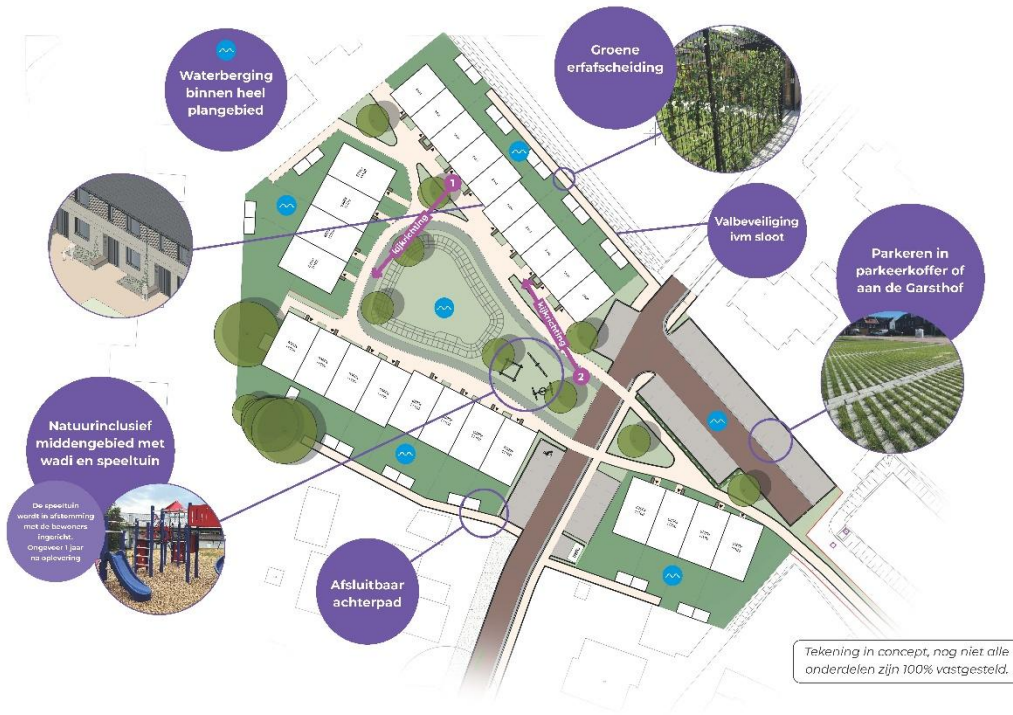 Waterberging
binnen heel
plangebied
Groene
erfafscheiding
Valbeveiliging
ivm sloot
Parkeren in
parkeerkoffer of
aan de Garsthof
1
kijkrichting
kijkrichting
2
Natuurinclusief
middengebied met
wadi en speeltuin
De speeltuin
wordt in afstemming
met de bewoners
ingericht.
Ongeveer 1 jaar
na oplevering
Afsluitbaar
achterpad
Tekening in concept, nog niet alle
onderdelen zijn 100% vastgesteld.